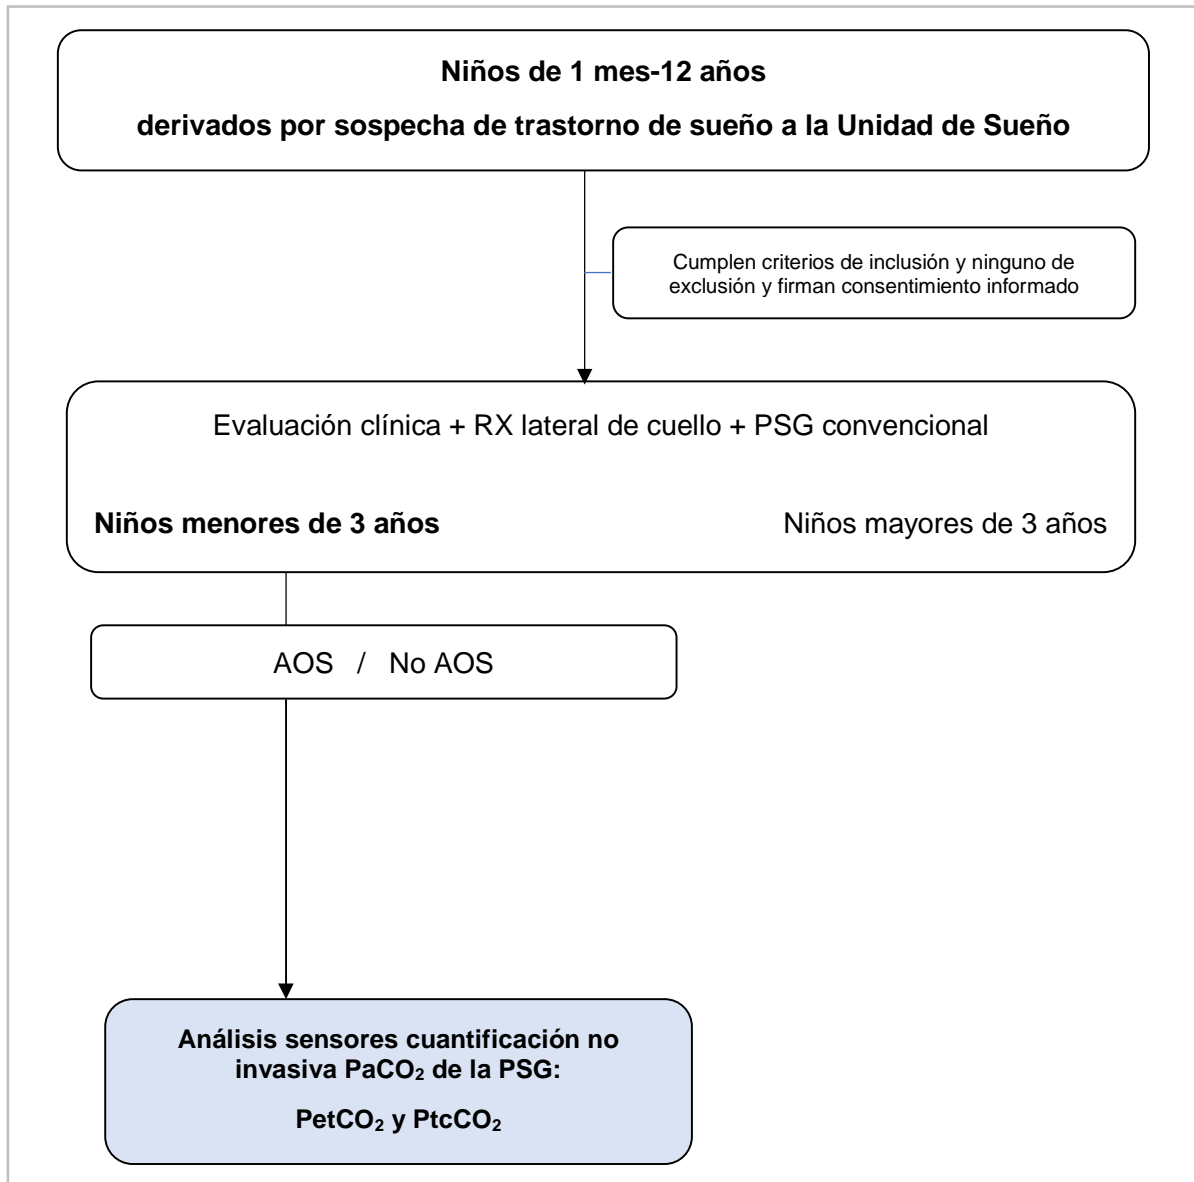 Niños de 1 mes-12 años
derivados por sospecha de trastorno de sueño a la Unidad de Sueño
Cumplen criterios de inclusión y ninguno de
exclusión y firman consentimiento informado
Evaluación clínica + RX lateral de cuello + PSG convencional
Niños menores de 3 años Niños mayores de 3 años
AOS / No AOS
Análisis sensores cuantificación no
invasiva PaCO₂ de la PSG:
PetCO₂ y PtcCO₂